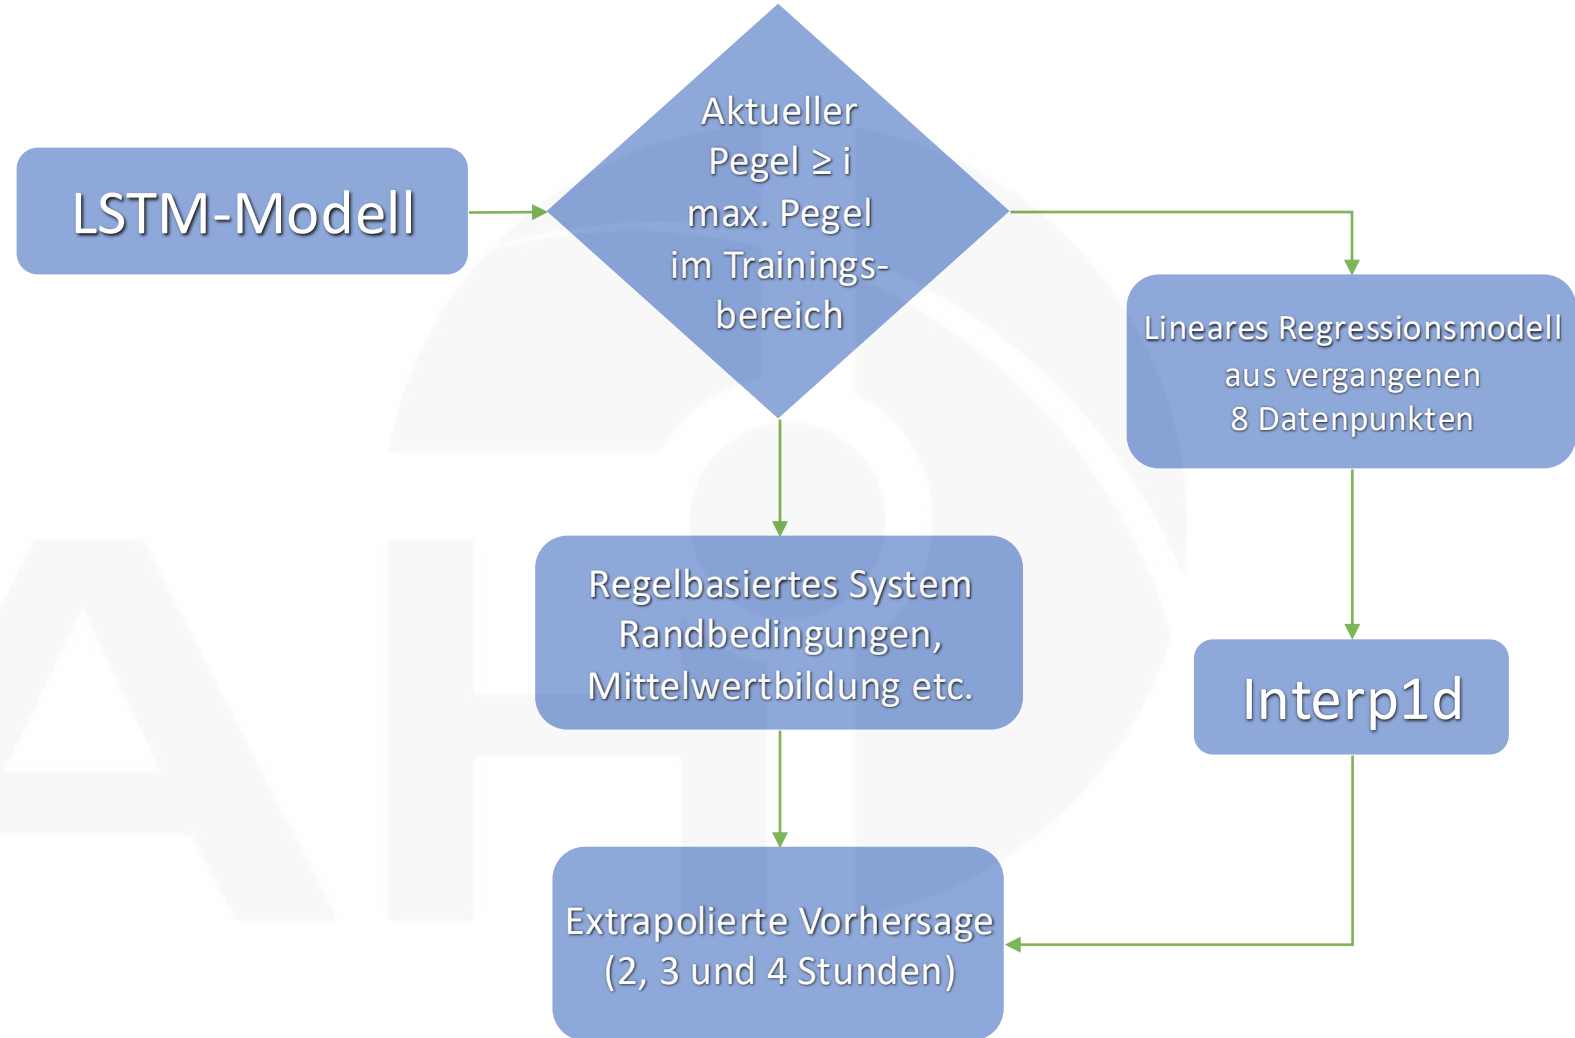 LSTM-Modell
Aktueller
Pegel ≥ i
max. Pegel
im Trainings-
bereich
Lineares Regressionsmodell
aus vergangenen
8 Datenpunkten
Regelbasiertes System
Randbedingungen,
Mittelwertbildung etc.
Interp1d
Extrapolierte Vorhersage
(2, 3 und 4 Stunden)
AH